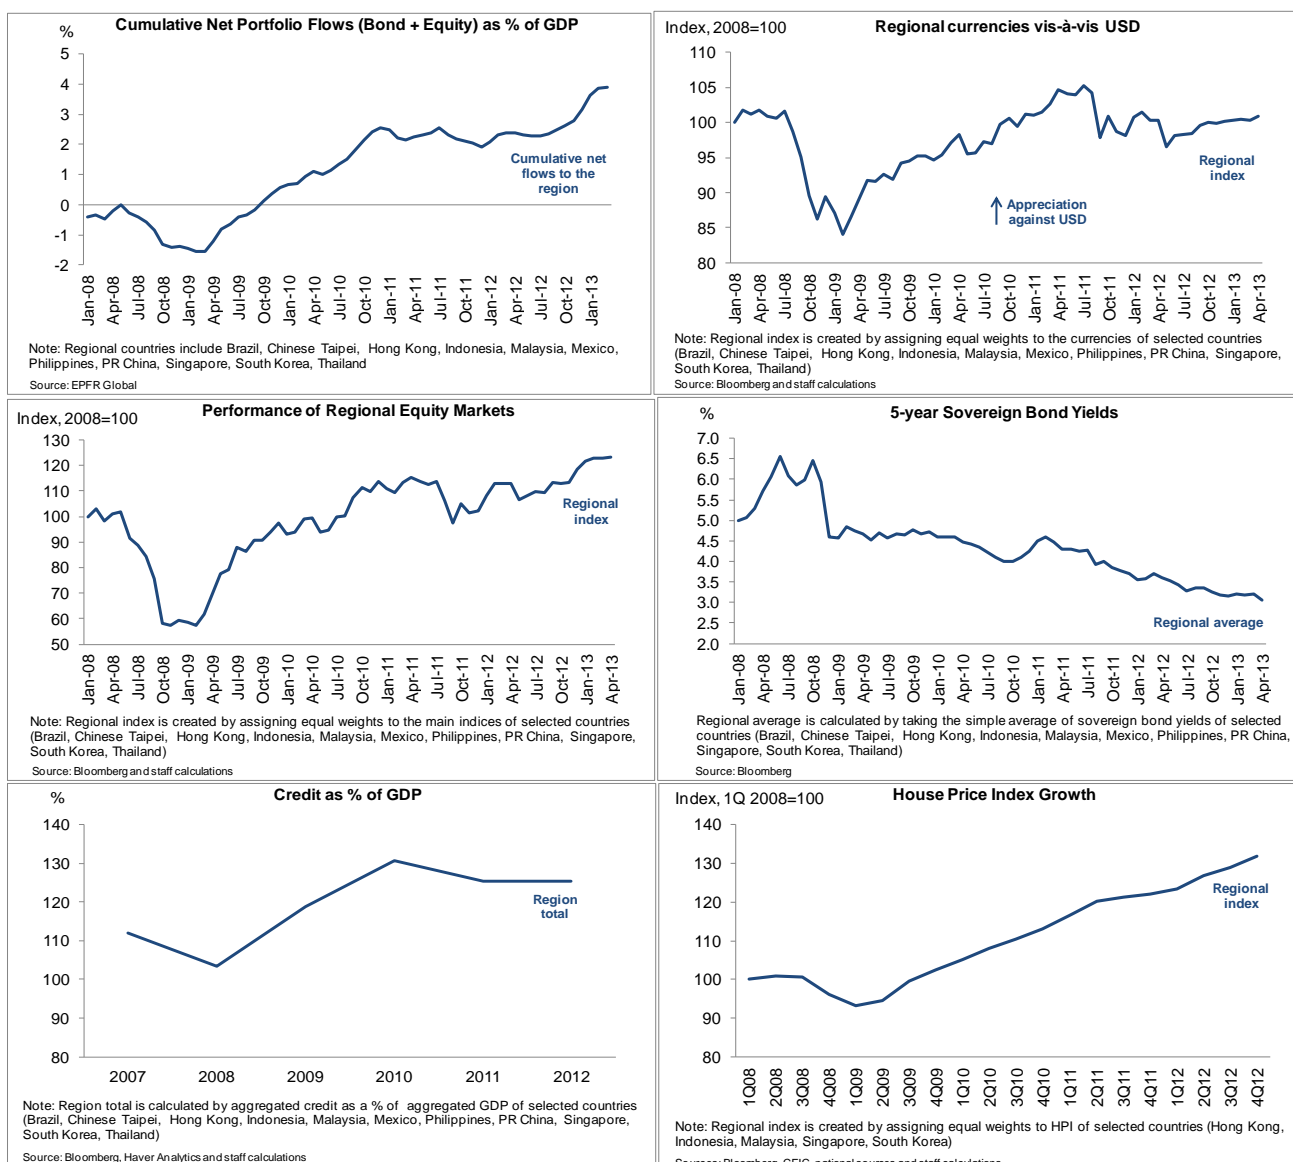 Cumulative Net Portfolio Flows (Bond + Equity) as % of GDP
%
5
4
3
2
1
0
-1
-2
Cumulative net
flows to the
region
Jan-08
Apr-08
Jul-08
Oct-08
Jan-09
Apr-09
Jul-09
Oct-09
Jan-10
Apr-10
Jul-10
Oct-10
Jan-11
Apr-11
Jul-11
Oct-11
Jan-12
Apr-12
Jul-12
Oct-12
Jan-13
Note: Regional countries include Brazil, Chinese Taipei, Hong Kong, Indonesia, Malaysia, Mexico,
Philippines, PR China, Singapore, South Korea, Thailand
Source: EPFR Global
Regional currencies vis-à-vis USD
Index, 2008=100
110
105
100
95
90
85
80
Regional
index
Appreciation
against USD
Jan-08
Apr-08
Jul-08
Oct-08
Jan-09
Apr-09
Jul-09
Oct-09
Jan-10
Apr-10
Jul-10
Oct-10
Jan-11
Apr-11
Jul-11
Oct-11
Jan-12
Apr-12
Jul-12
Oct-12
Jan-13
Apr-13
Note: Regional index is created by assigning equal weights to the currencies of selected countries
(Brazil, Chinese Taipei, Hong Kong, Indonesia, Malaysia, Mexico, Philippines, PR China, Singapore,
South Korea, Thailand)
Source: Bloomberg and staff calculations
Performance of Regional Equity Markets
Index, 2008=100
130
120
110
100
90
80
70
60
50
Regional
index
Jan-08
Apr-08
Jul-08
Oct-08
Jan-09
Apr-09
Jul-09
Oct-09
Jan-10
Apr-10
Jul-10
Oct-10
Jan-11
Apr-11
Jul-11
Oct-11
Jan-12
Apr-12
Jul-12
Oct-12
Jan-13
Apr-13
Note: Regional index is created by assigning equal weights to the main indices of selected countries
(Brazil, Chinese Taipei, Hong Kong, Indonesia, Malaysia, Mexico, Philippines, PR China, Singapore,
South Korea, Thailand)
Source: Bloomberg and staff calculations
5-year Sovereign Bond Yields
%
7.0
6.5
6.0
5.5
5.0
4.5
4.0
3.5
3.0
2.5
2.0
Regional average
Jan-08
Apr-08
Jul-08
Oct-08
Jan-09
Apr-09
Jul-09
Oct-09
Jan-10
Apr-10
Jul-10
Oct-10
Jan-11
Apr-11
Jul-11
Oct-11
Jan-12
Apr-12
Jul-12
Oct-12
Jan-13
Apr-13
Regional average is calculated by taking the simple average of sovereign bond yields of selected
countries (Brazil, Chinese Taipei, Hong Kong, Indonesia, Malaysia, Mexico, Philippines, PR China,
Singapore, South Korea, Thailand)
Source: Bloomberg
Credit as % of GDP
%
140
130
120
110
100
90
80
Region
total
2007
2008
2009
2010
2011
2012
Note: Region total is calculated by aggregated credit as a % of aggregated GDP of selected countries
(Brazil, Chinese Taipei, Hong Kong, Indonesia, Malaysia, Mexico, Philippines, PR China, Singapore,
South Korea, Thailand)
Source: Bloomberg, Haver Analytics and staff calculations
House Price Index Growth
Index, 1Q 2008=100
140
130
120
110
100
90
80
Regional
index
1Q08
2Q08
3Q08
4Q08
1Q09
2Q09
3Q09
4Q09
1Q10
2Q10
3Q10
4Q10
1Q11
2Q11
3Q11
4Q11
1Q12
2Q12
3Q12
4Q12
Note: Regional index is created by assigning equal weights to HPI of selected countries (Hong Kong,
Indonesia, Malaysia, Singapore, South Korea)
Sources: Bloomberg, CEIC, national sources and staff calculations